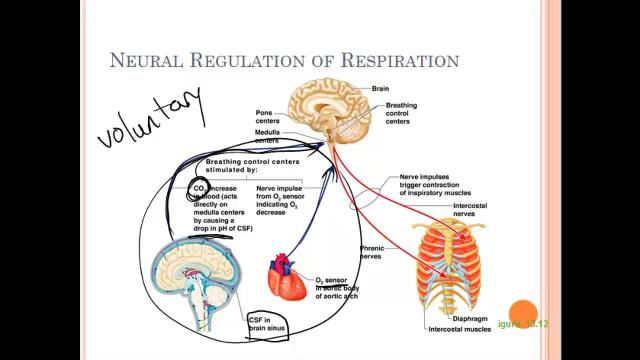 NEURAL REGULATION OF RESPIRATION
voluntary
Brain
Breathing
control
centers
Pons
centers
Medulla
centers
Breathing control centers
stimulated by:
CO2 increase
in blood (acts
directly on
medulla centers
by causing a
drop in pH of CSF)
Nerve impulse
from O2 sensor
indicating O2
decrease
Nerve impulses
trigger contraction
of inspiratory muscles
Intercostal
nerves
Phrenic
nerves
O2 sensor
in aortic body
of aortic arch
CSF in
brain sinus
Diaphragm
Intercostal muscles
igure 13.12